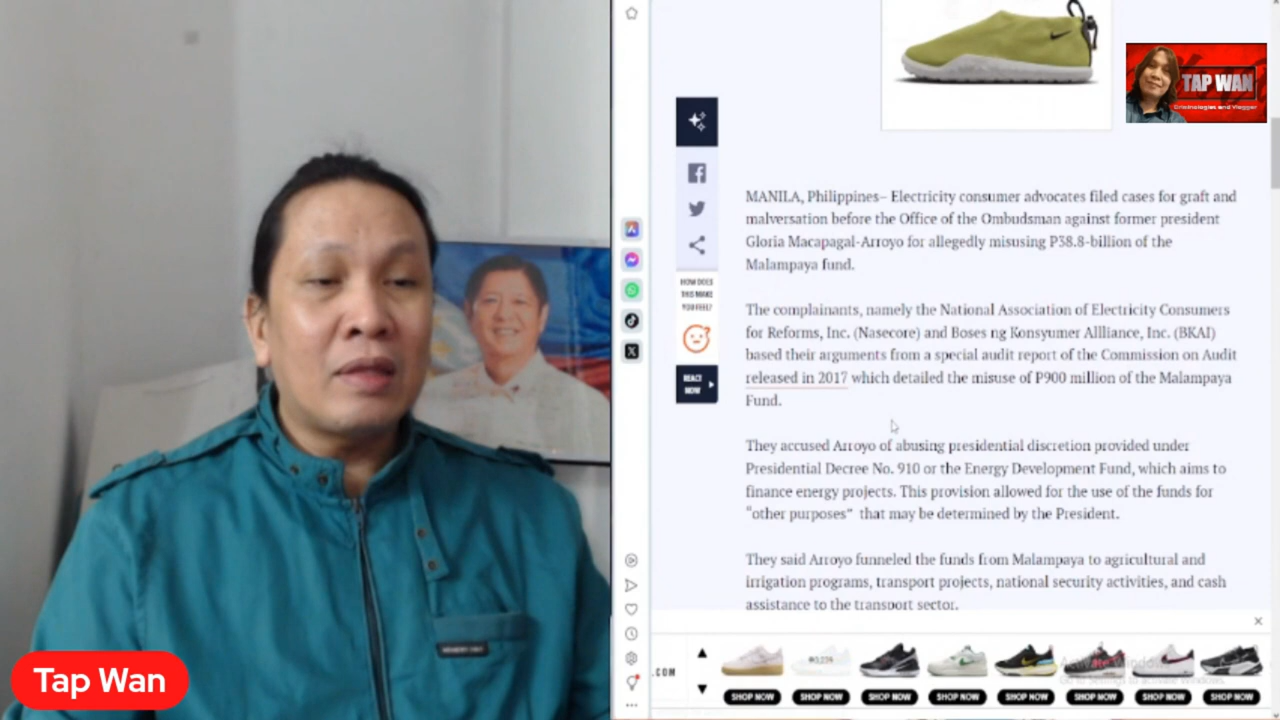 TAP WAN
Criminologist and Vlogger
MANILA, Philippines– Electricity consumer advocates filed cases for graft and
malversation before the Office of the Ombudsman against former president
Gloria Macapagal-Arroyo for allegedly misusing P38.8-billion of the
Malampaya fund.
HOW DOES
THIS MAKE
YOU FEEL?
The complainants, namely the National Association of Electricity Consumers
for Reforms, Inc. (Nasecore) and Boses ng Konsyumer Allliance, Inc. (BKAI)
based their arguments from a special audit report of the Commission on Audit
released in 2017 which detailed the misuse of P900 million of the Malampaya
Fund.
REACT
NOW
They accused Arroyo of abusing presidential discretion provided under
Presidential Decree No. 910 or the Energy Development Fund, which aims to
finance energy projects. This provision allowed for the use of the funds for
“other purposes” that may be determined by the President.
They said Arroyo funneled the funds from Malampaya to agricultural and
irrigation programs, transport projects, national security activities, and cash
assistance to the transport sector.
.COM
Activate Windows
Go to Settings to activate Windows.
SHOP NOW
SHOP NOW
SHOP NOW
SHOP NOW
SHOP NOW
SHOP NOW
SHOP NOW
SHOP NOW
Tap Wan